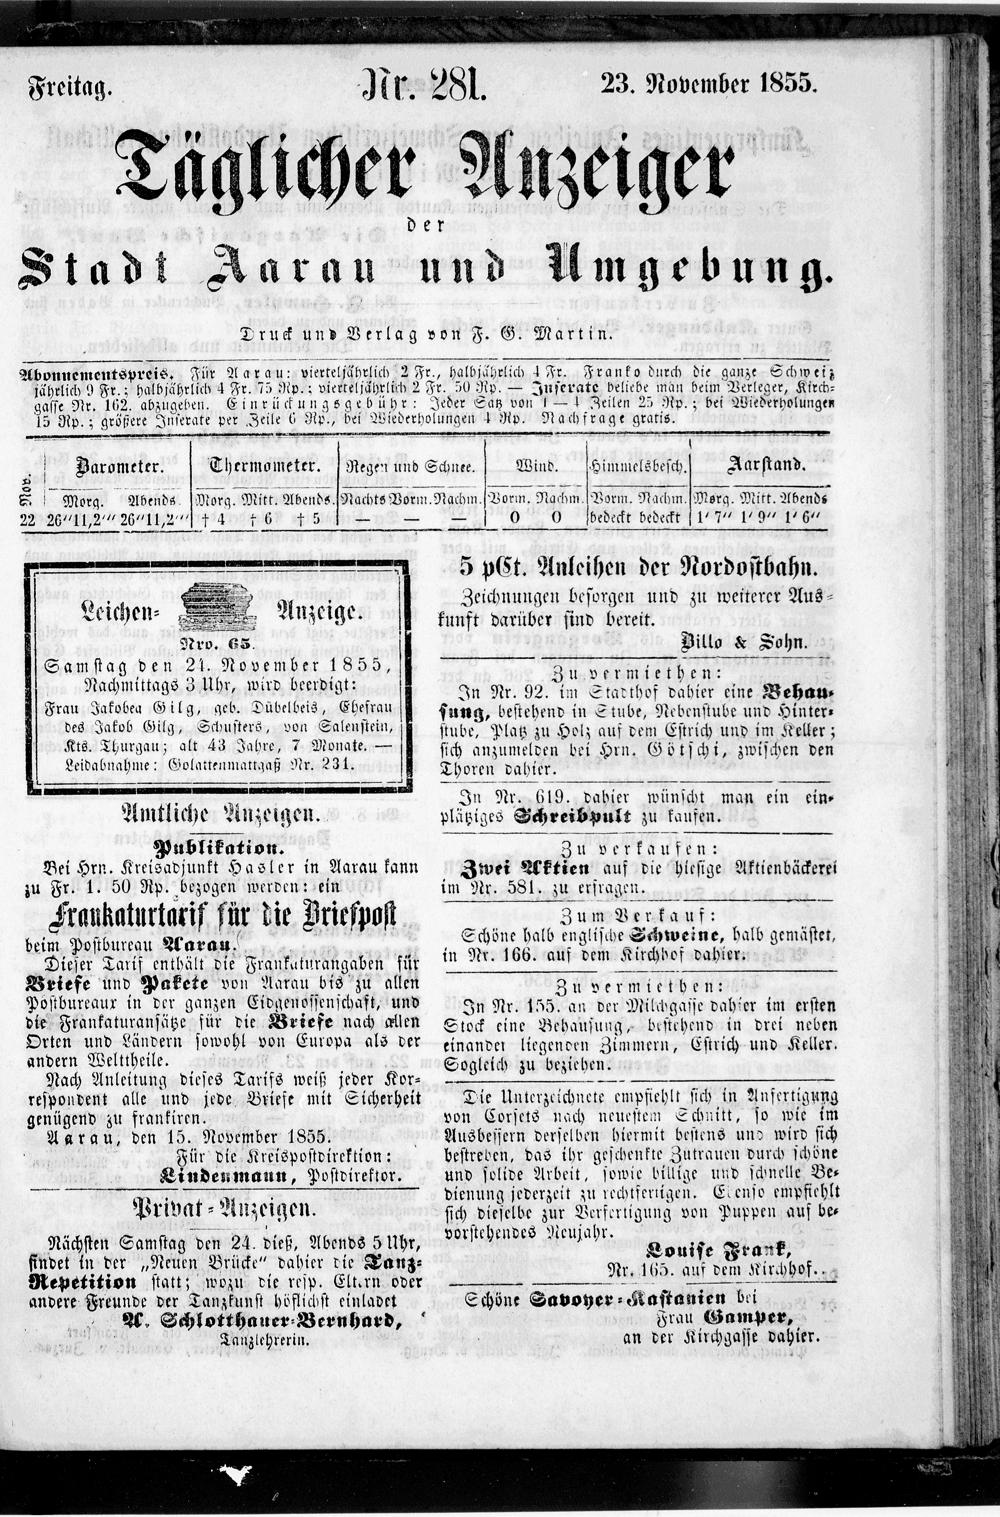 Freitag. Nr. 281. 23. November 1855.
Täglicher Anzeiger
der
Stadt Aarau und Umgebung.
Druck und Verlag von F. G. Martin.
Abonnementspreis. Für Aarau: vierteljährlich 2 Fr., halbjährlich 4 Fr. Franko durch die ganze Schweiz
jährlich 9 Fr.; halbjährlich 4 Fr. 75 Rp.; vierteljährlich 2 Fr. 50 Rp. — Inserate beliebe man beim Verleger, Kirch-
gasse Nr. 162. abzugeben. Einrückungsgebühr: Jeder Satz von 1—4 Zeilen 25 Rp.; bei Wiederholungen
15 Rp.; größere Inserate per Zeile 6 Rp., bei Wiederholungen 4 Rp. Nachfrage gratis.
Nov. Barometer. Thermometer. Regen und Schnee. Wind. Himmelsbesch. Aarstand.
Morg. Abends Morg. Mitt. Abends. Nachts Vorm. Nachm. Vorm. Nachm. Vorm. Nachm. Morg. Mitt. Abends
22 26"11,2"' 26"11,2"' † 4 † 6 † 5 — — — O O bedeckt bedeckt 1' 7" 1' 9" 1' 6"
Leichen- Anzeige.
Nro. 65.
Samstag den 24. November 1855,
Nachmittags 3 Uhr, wird beerdigt:
Frau Jakobea Gilg, geb. Dübelbeis, Ehefrau
des Jakob Gilg, Schusters, von Salenstein,
Kts. Thurgau; alt 43 Jahre, 7 Monate. —
Leidabnahme: Golattenmattgaß Nr. 231.
Amtliche Anzeigen.
Publikation.
Bei Hrn. Kreisadjunkt Hasler in Aarau kann
zu Fr. 1. 50 Rp. bezogen werden: ein
Frankaturtarif für die Briefpost
beim Postbureau Aarau.
Dieser Tarif enthält die Frankaturangaben für
Briefe und Pakete von Aarau bis zu allen
Postbureaux in der ganzen Eidgenossenschaft, und
die Frankaturansätze für die Briefe nach allen
Orten und Ländern sowohl von Europa als der
andern Welttheile.
Nach Anleitung dieses Tarifs weiß jeder Kor-
respondent alle und jede Briefe mit Sicherheit
genügend zu frankiren.
Aarau, den 15. November 1855.
Für die Kreispostdirektion:
Lindenmann, Postdirektor.
Privat-Anzeigen.
Nächsten Samstag den 24. dieß, Abends 5 Uhr,
findet in der „Neuen Brücke“ dahier die Tanz-
Repetition statt; wozu die resp. Eltern oder
andere Freunde der Tanzkunst höflichst einladet
A. Schlotthauer-Bernhard,
Tanzlehrerin.
5 pCt. Anleihen der Nordostbahn.
Zeichnungen besorgen und zu weiterer Aus-
kunft darüber sind bereit.
Billo & Sohn.
Zu vermiethen:
In Nr. 92. im Stadthof dahier eine Behau-
sung, bestehend in Stube, Nebenstube und Hinter-
stube, Platz zu Holz auf dem Estrich und im Keller;
sich anzumelden bei Hrn. Götschi, zwischen den
Thoren dahier.
In Nr. 619. dahier wünscht man ein ein-
plätziges Schreibpult zu kaufen.
Zu verkaufen:
Zwei Aktien auf die hiesige Aktienbäckerei
im Nr. 581. zu erfragen.
Zum Verkauf:
Schöne halb englische Schweine, halb gemästet,
in Nr. 166. auf dem Kirchhof dahier.
Zu vermiethen:
In Nr. 155. an der Milchgasse dahier im ersten
Stock eine Behausung, bestehend in drei neben
einander liegenden Zimmern, Estrich und Keller.
Sogleich zu beziehen.
Die Unterzeichnete empfiehlt sich in Anfertigung
von Corsets nach neuestem Schnitt, so wie im
Ausbessern derselben hiermit bestens und wird sich
bestreben, das ihr geschenkte Zutrauen durch schöne
und solide Arbeit, sowie billige und schnelle Be-
dienung jederzeit zu rechtfertigen. Ebenso empfiehlt
sich dieselbe zur Verfertigung von Puppen auf be-
vorstehendes Neujahr.
Louise Frank,
Nr. 165. auf dem Kirchhof.
Schöne Savoyer-Kastanien bei
Frau Gamper,
an der Kirchgasse dahier.